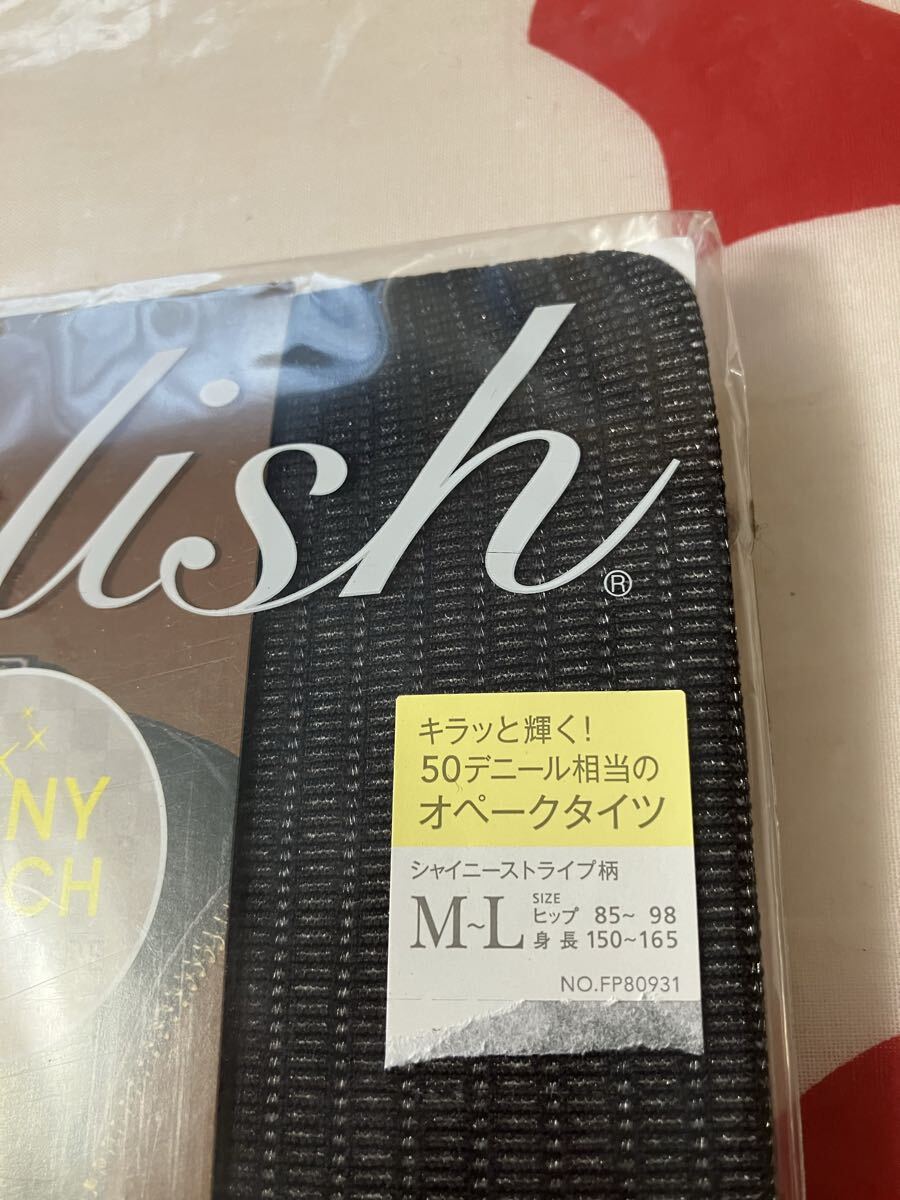 lish®
NY
CH
キラッと輝く!
50デニール相当の
オペークタイツ
シャイニーストライプ柄
M~L
SIZE
ヒップ 85~ 98
身長 150~165
NO.FP80931